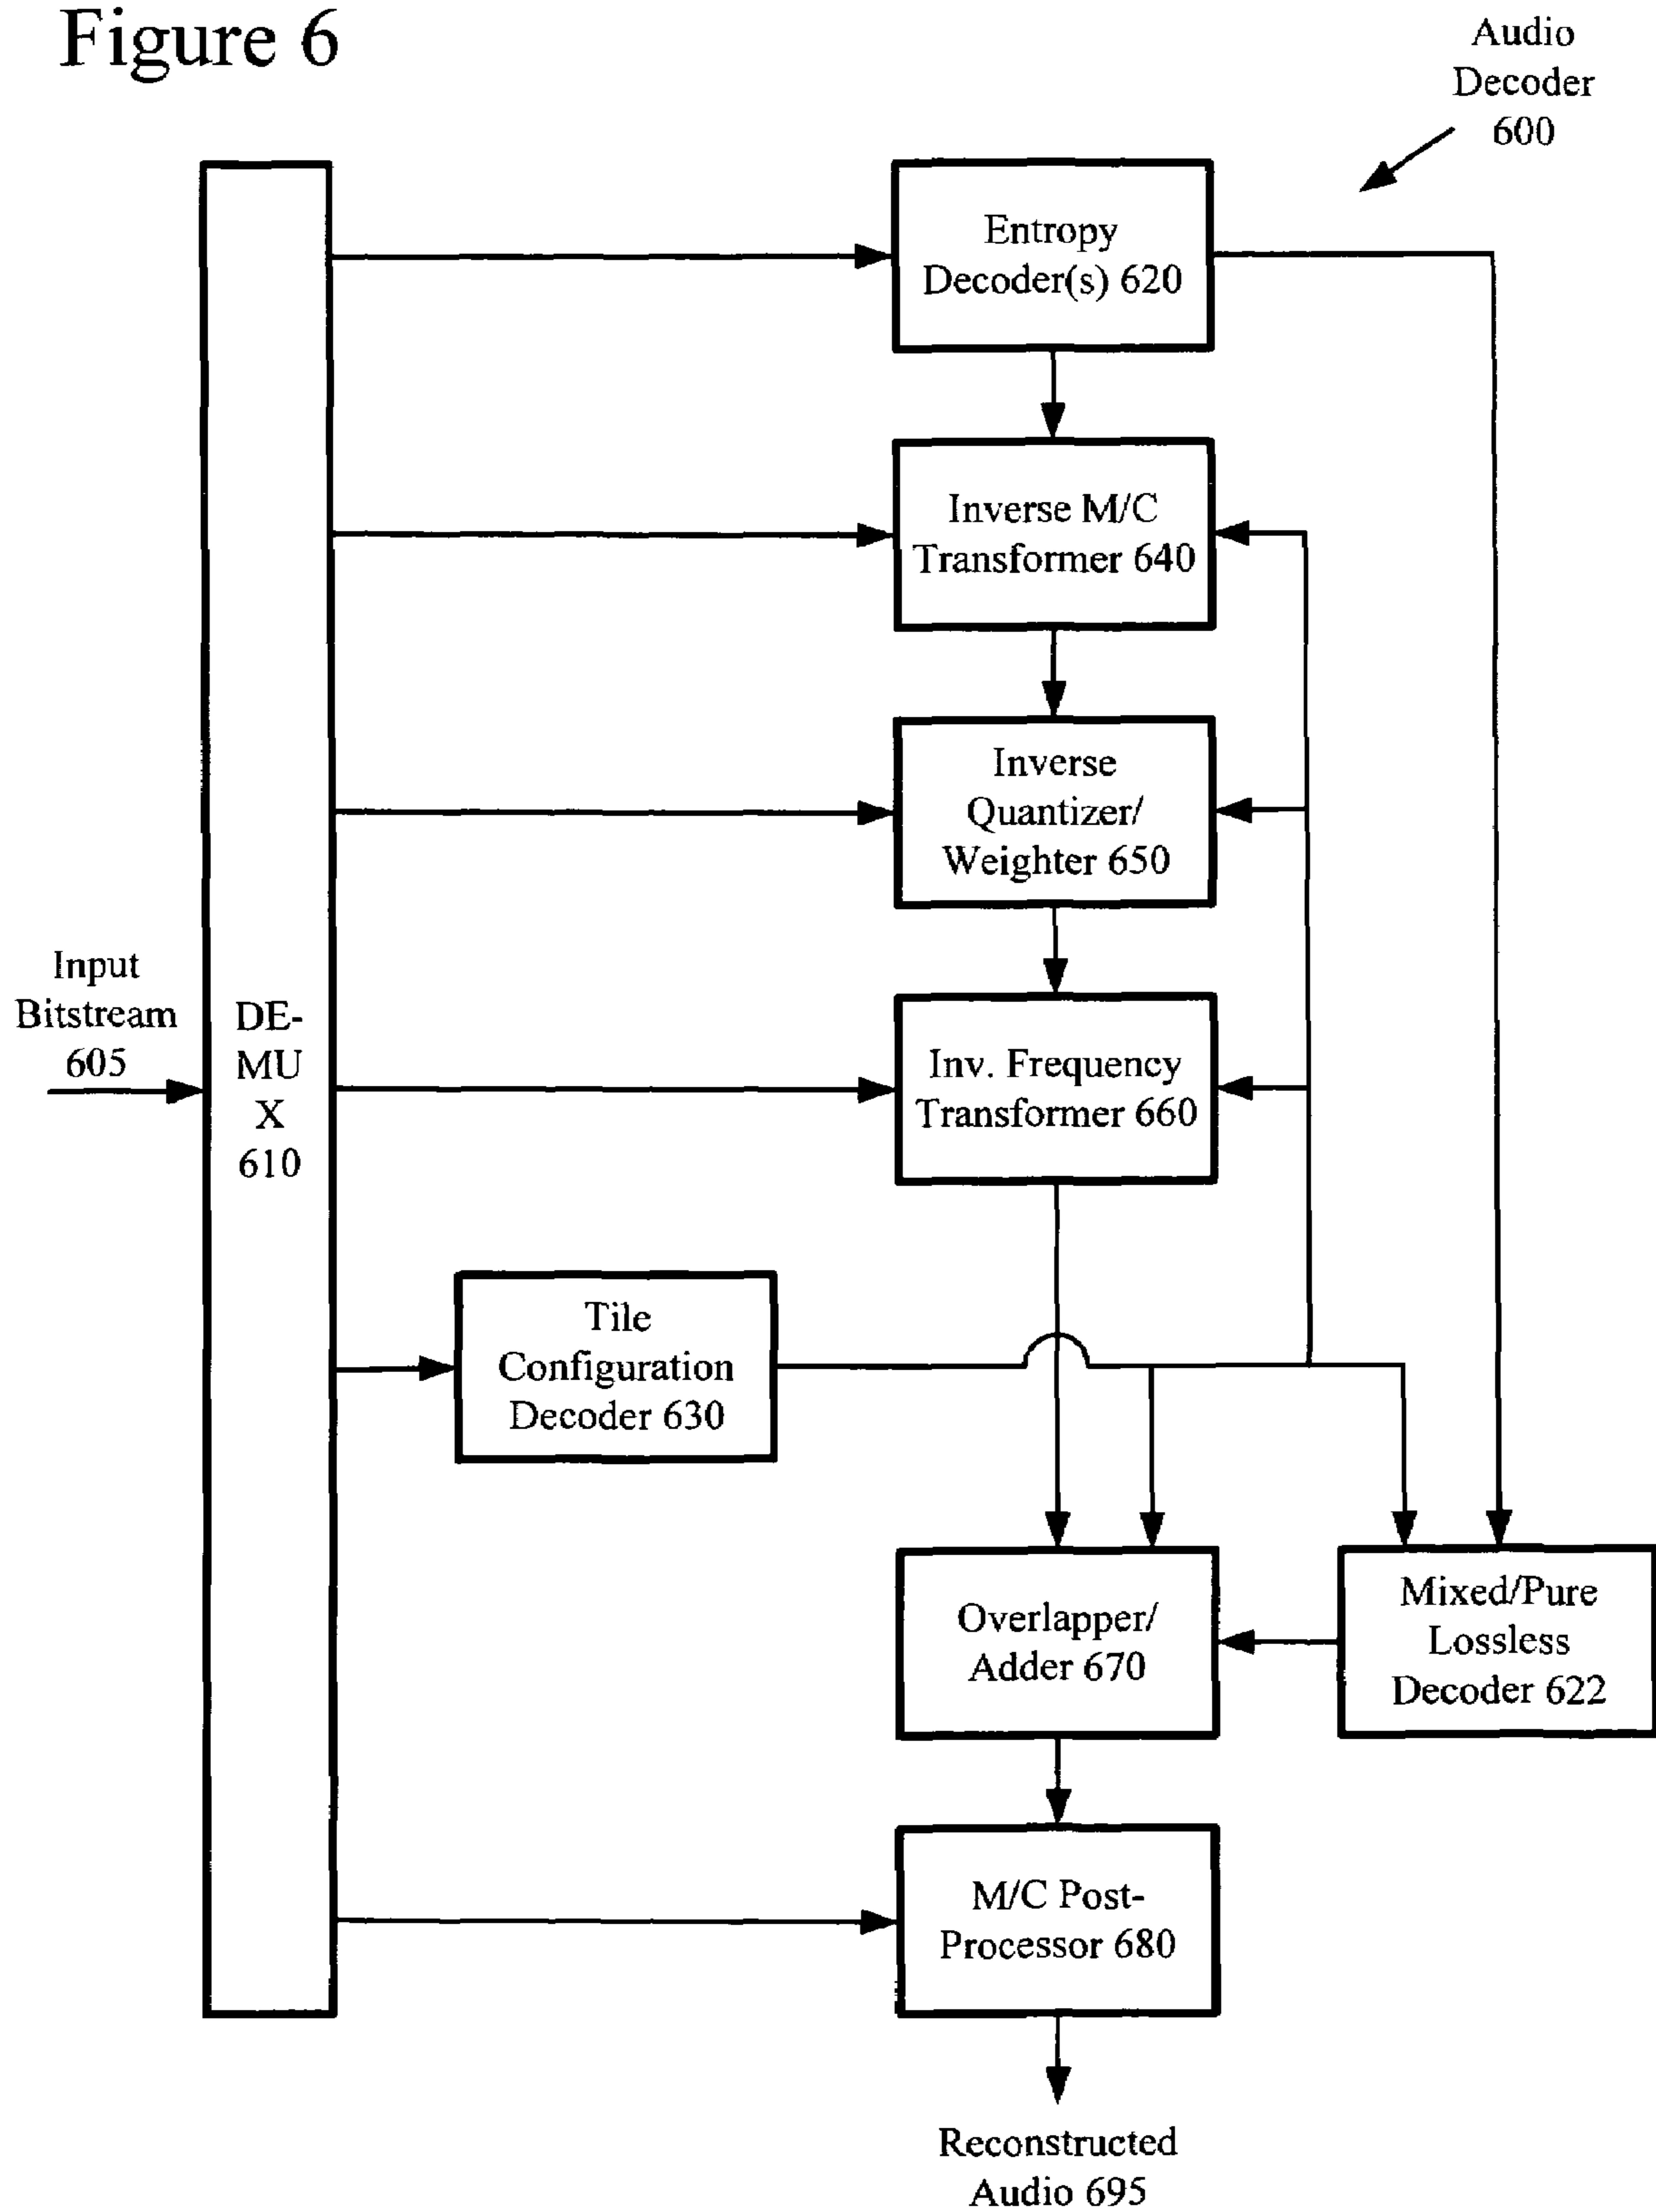 Figure 6
Audio
Decoder
600
Entropy
Decoder(s) 620
Inverse M/C
Transformer 640
Inverse
Quantizer/
Weighter 650
Input
Bitstream
605
DE-
MU
X
610
Inv. Frequency
Transformer 660
Tile
Configuration
Decoder 630
Overlapper/
Adder 670
Mixed/Pure
Lossless
Decoder 622
M/C Post-
Processor 680
Reconstructed
Audio 695